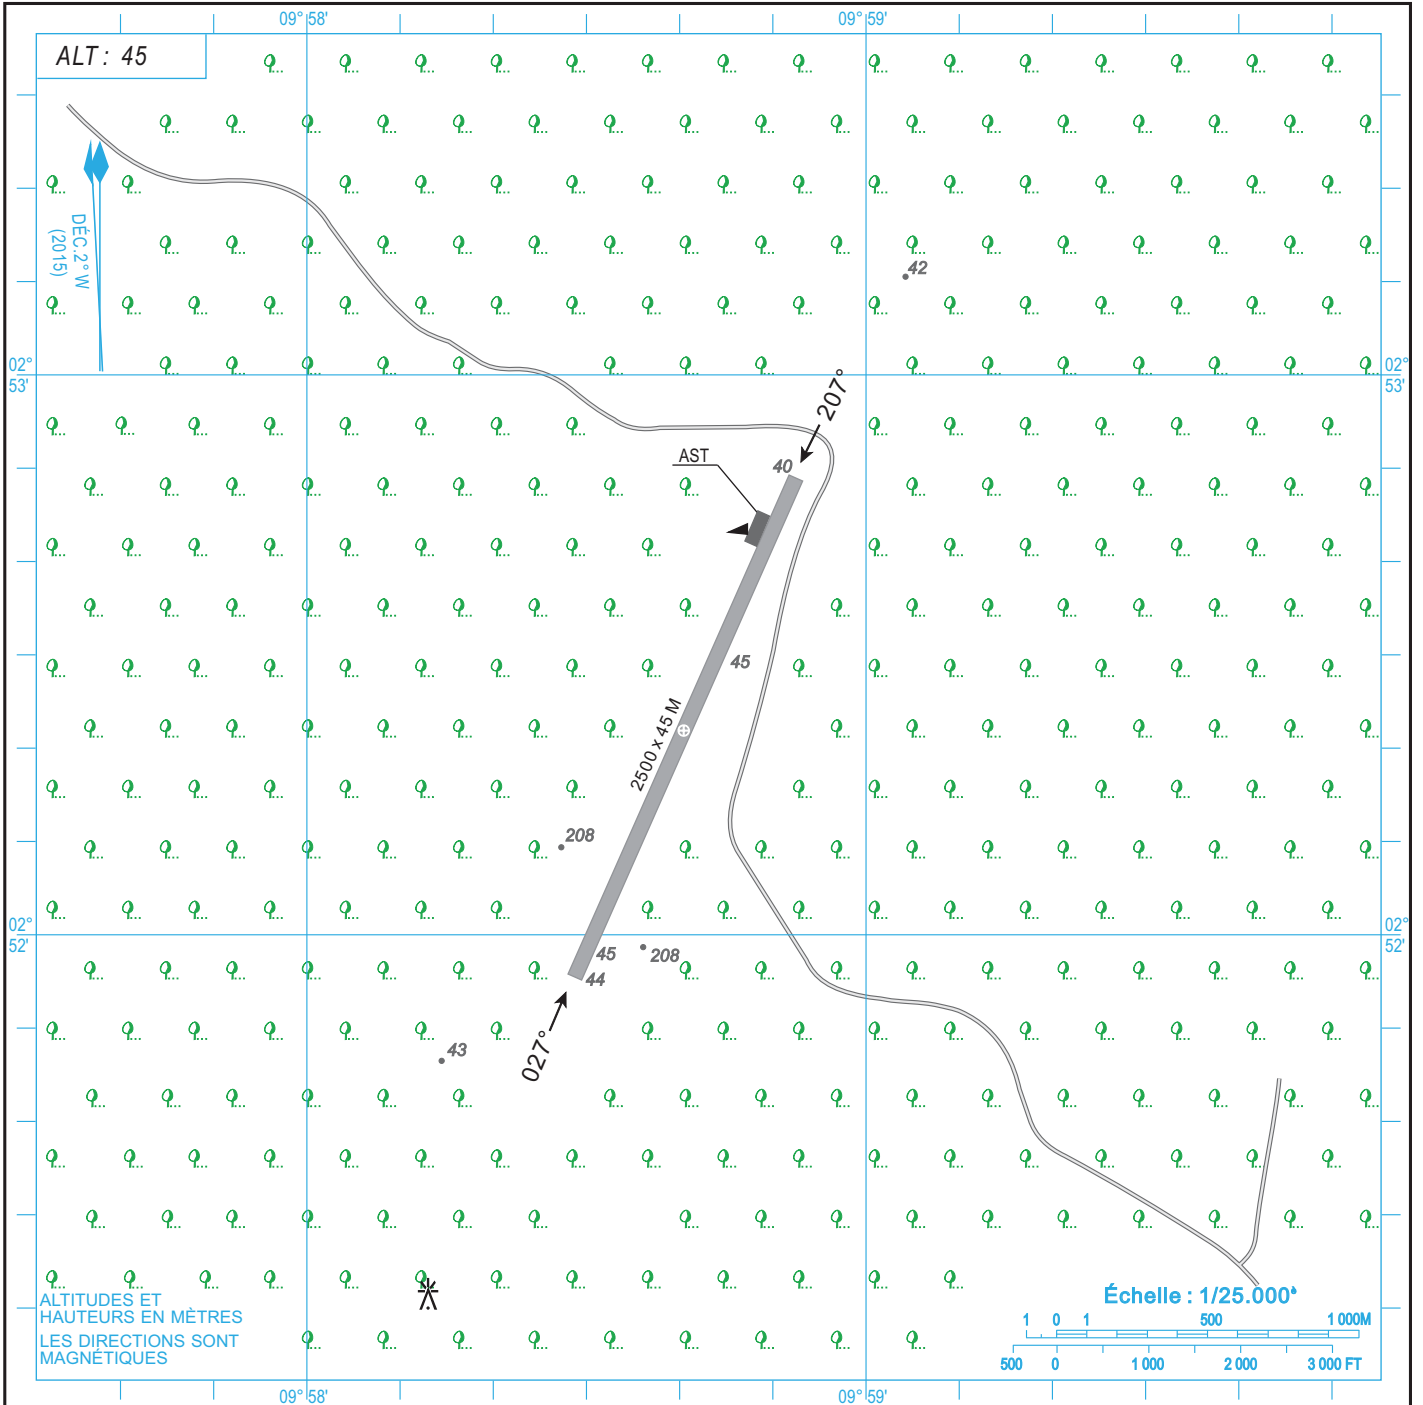 09° 58'
09° 59'
ALT : 45
DÉC.2° W
(2015)
42
02°
53'
02°
53'
207°
AST
40
45
2500 x 45 M
208
02°
52'
02°
52'
45
208
44
027°
43
ALTITUDES ET
HAUTEURS EN MÈTRES
LES DIRECTIONS SONT
MAGNÉTIQUES
Échelle : 1/25.000è
1 0 1 500 1 000M
500 0 1 000 2 000 3 000 FT
09° 58'
09° 59'